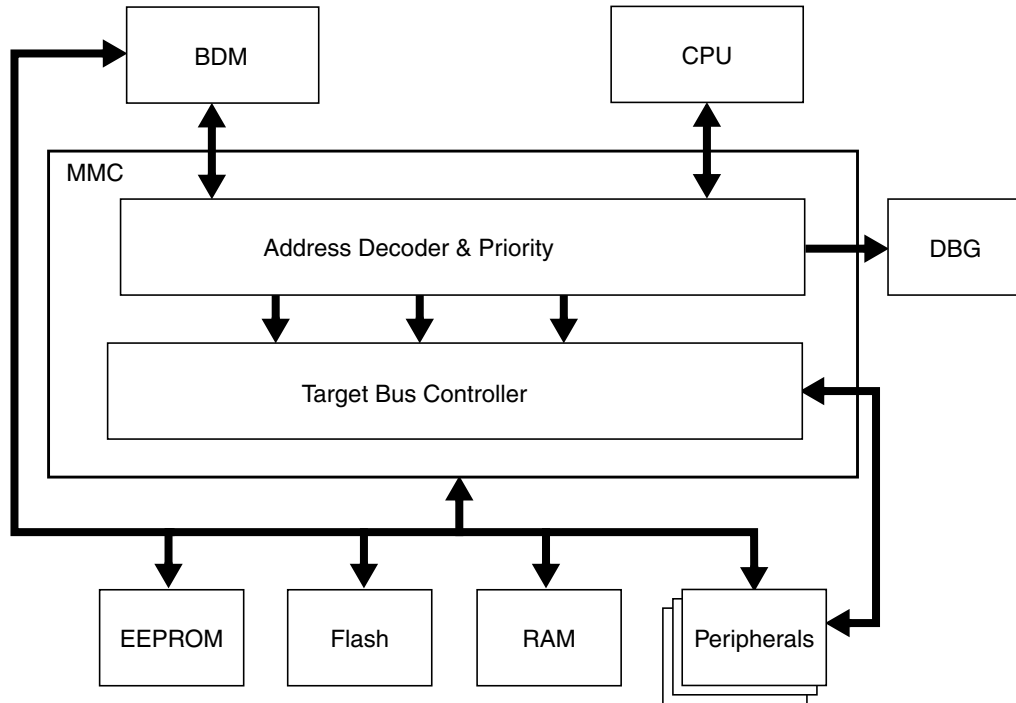 BDM
CPU
MMC
Address Decoder & Priority
DBG
Target Bus Controller
EEPROM
Flash
RAM
Peripherals